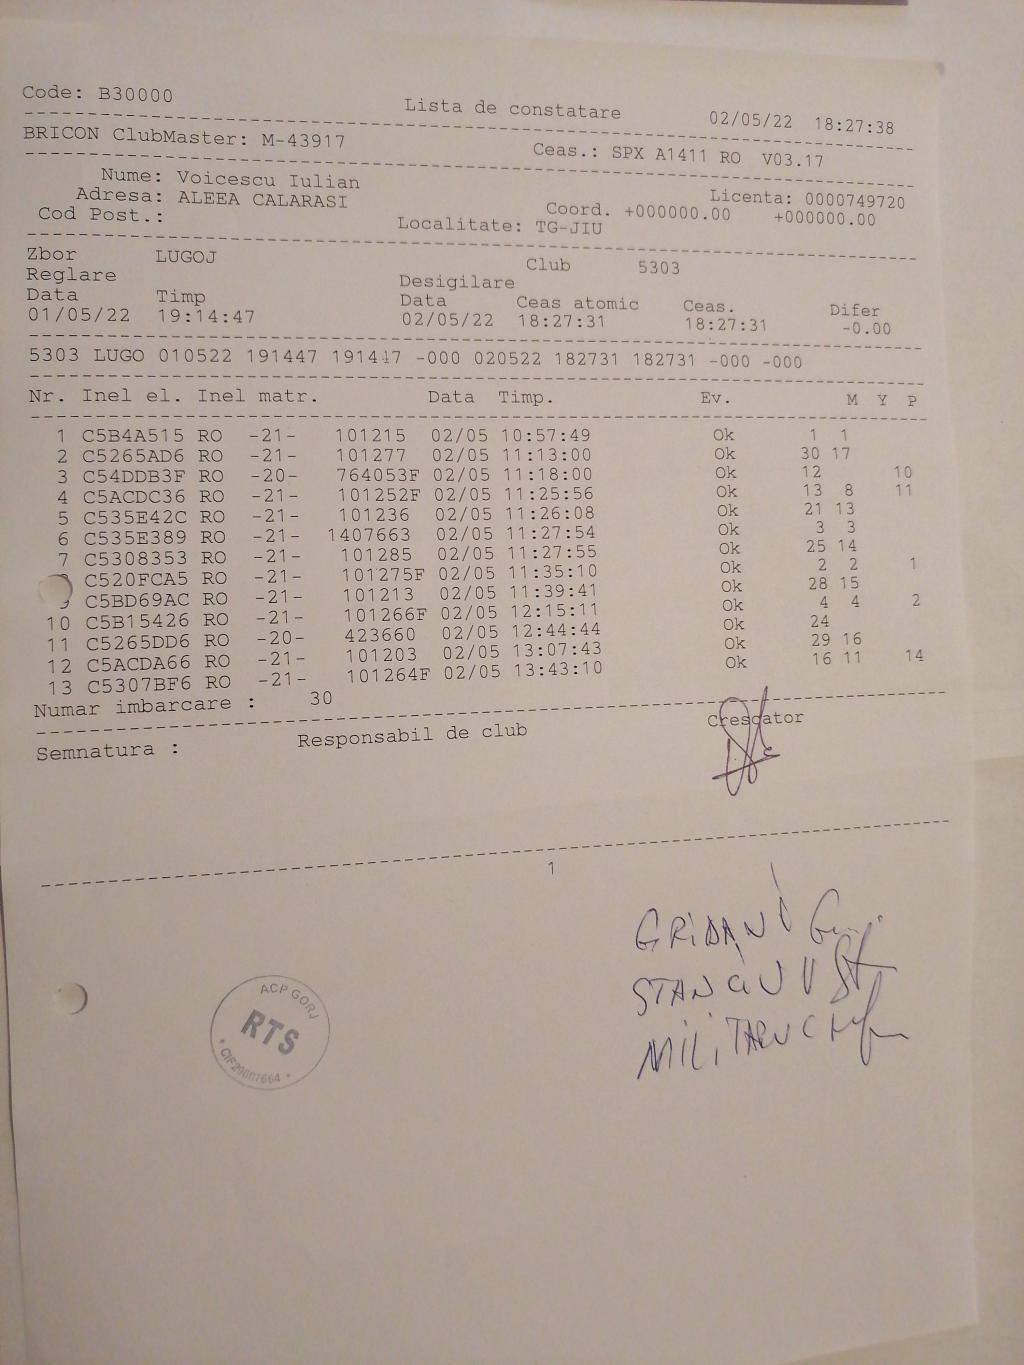 Code: B30000 Lista de constatare 02/05/22 18:27:38
BRICON ClubMaster: M-43917 Ceas.: SPX A1411 RO V03.17
Nume: Voicescu Iulian Licenta: 0000749720
Adresa: ALEEA CALARASI Coord. +000000.00 +000000.00
Cod Post.: Localitate: TG-JIU
Zbor LUGOJ Club 5303
Reglare Desigilare
Data Timp Data Ceas atomic Ceas. Difer
01/05/22 19:14:47 02/05/22 18:27:31 18:27:31 -0.00
5303 LUGO 010522 191447 191447 -000 020522 182731 182731 -000 -000
Nr. Inel el. Inel matr. Data Timp. Ev. M Y P
1 C5B4A515 RO -21- 101215 02/05 10:57:49 Ok 1 1
2 C5265AD6 RO -21- 101277 02/05 11:13:00 Ok 30 17
3 C54DDB3F RO -20- 764053F 02/05 11:18:00 Ok 12 10
4 C5ACDC36 RO -21- 101252F 02/05 11:25:56 Ok 13 8 11
5 C535E42C RO -21- 101236 02/05 11:26:08 Ok 21 13
6 C535E389 RO -21- 1407663 02/05 11:27:54 Ok 3 3
7 C5308353 RO -21- 101285 02/05 11:27:55 Ok 25 14
C520FCA5 RO -21- 101275F 02/05 11:35:10 Ok 2 2 1
9 C5BD69AC RO -21- 101213 02/05 11:39:41 Ok 28 15
10 C5B15426 RO -21- 101266F 02/05 12:15:11 Ok 4 4 2
11 C5265DD6 RO -20- 423660 02/05 12:44:44 Ok 24
12 C5ACDA66 RO -21- 101203 02/05 13:07:43 Ok 29 16
13 C5307BF6 RO -21- 101264F 02/05 13:43:10 Ok 16 11 14
Numar imbarcare : 30
Semnatura : Responsabil de club Crescator
1
GRIDAN
STANCIU
MILITARU C
ACP GORJ
RTS
* CIF29607664 *